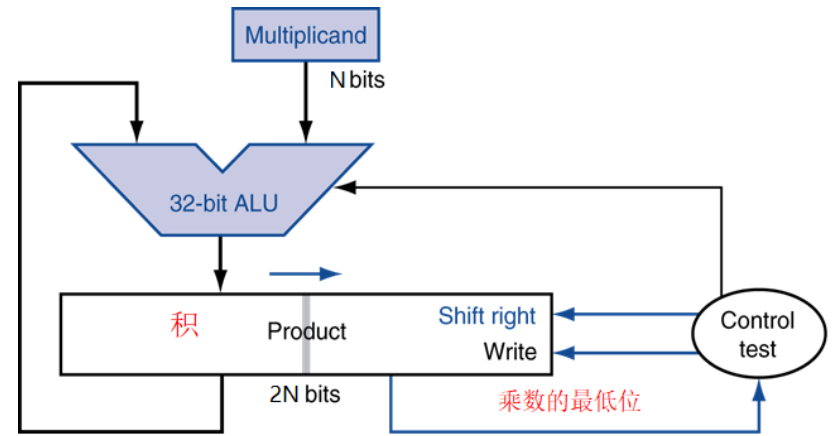 Multiplicand
N bits
32-bit ALU
积
Product
Shift right
Write
Control
test
2N bits
乘数的最低位